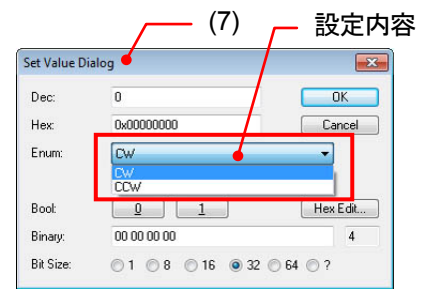 (7) 設定内容
Set Value Dialog
Dec: 0 OK
Hex: 0x00000000 Cancel
Enum: CW
CW
CCW
Bool: 0 1 Hex Edit...
Binary: 00 00 00 00 4
Bit Size: 1 8 16 32 64 ?